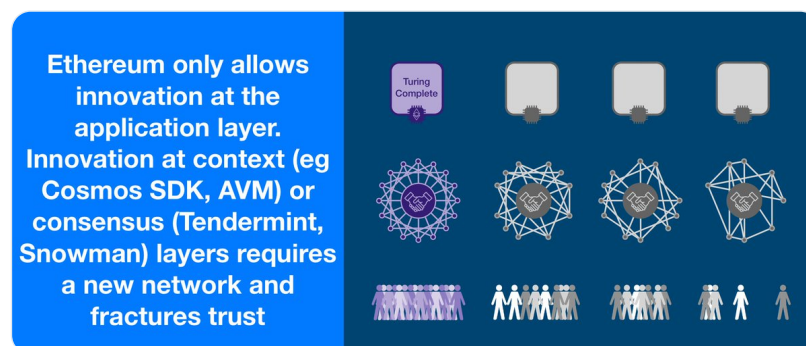 Ethereum only allows
innovation at the
application layer.
Innovation at context (eg
Cosmos SDK, AVM) or
consensus (Tendermint,
Snowman) layers requires
a new network and
fractures trust
Turing
Complete